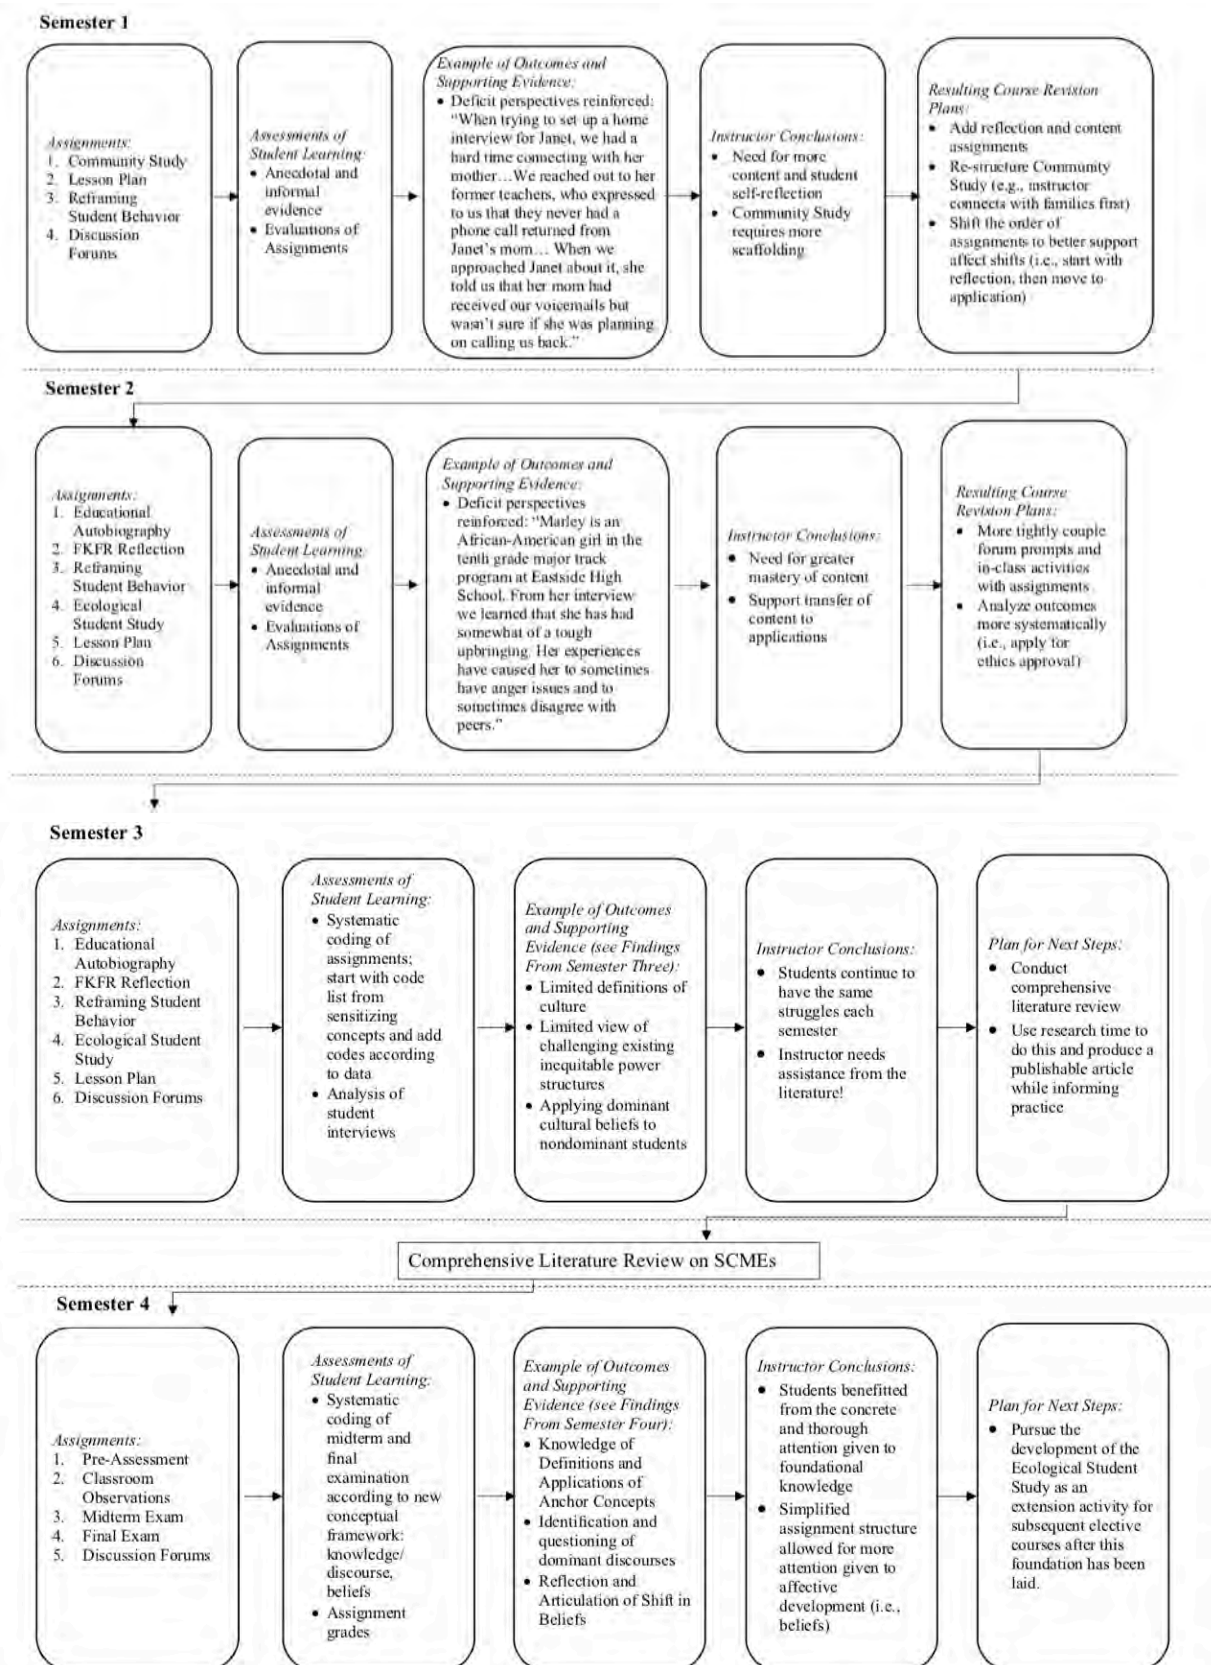 Semester 1
Assignments:
1. Community Study
2. Lesson Plan
3. Reframing
Student Behavior
4. Discussion
Forums
Assessments of
Student Learning:
• Anecdotal and
informal
evidence
• Evaluations of
Assignments
Example of Outcomes and
Supporting Evidence:
• Deficit perspectives reinforced:
“When trying to set up a home
interview for Janet, we had a
hard time connecting with her
mother…We reached out to her
former teachers, who expressed
to us that they never had a
phone call returned from
Janet’s mom… When we
approached Janet about it, she
told us that her mom had
received our voicemails but
wasn’t sure if she was planning
on calling us back.”
Instructor Conclusions:
• Need for more
content and student
self-reflection
• Community Study
requires more
scaffolding
Resulting Course Revision
Plans:
• Add reflection and content
assignments
• Re-structure Community
Study (e.g., instructor
connects with families first)
• Shift the order of
assignments to better support
affect shifts (i.e., start with
reflection, then move to
application)
Semester 2
Assignments:
1. Educational
Autobiography
2. FKFR Reflection
3. Reframing
Student Behavior
4. Ecological
Student Study
5. Lesson Plan
6. Discussion
Forums
Assessments of
Student Learning:
• Anecdotal and
informal
evidence
• Evaluations of
Assignments
Example of Outcomes and
Supporting Evidence:
• Deficit perspectives
reinforced: “Marley is an
African-American girl in the
tenth grade major track
program at Eastside High
School. From her interview
we learned that she has had
somewhat of a tough
upbringing. Her experiences
have caused her to sometimes
have anger issues and to
sometimes disagree with
peers.”
Instructor Conclusions:
• Need for greater
mastery of content
• Support transfer of
content to
applications
Resulting Course
Revision Plans:
• More tightly couple
forum prompts and
in-class activities
with assignments
• Analyze outcomes
more systematically
(i.e., apply for
ethics approval)
Semester 3
Assignments:
1. Educational
Autobiography
2. FKFR Reflection
3. Reframing Student
Behavior
4. Ecological Student
Study
5. Lesson Plan
6. Discussion Forums
Assessments of
Student Learning:
• Systematic
coding of
assignments;
start with code
list from
sensitizing
concepts and add
codes according
to data
• Analysis of
student
interviews
Example of Outcomes
and Supporting
Evidence (see Findings
From Semester Three):
• Limited definitions of
culture
• Limited view of
challenging existing
inequitable power
structures
• Applying dominant
cultural beliefs to
nondominant students
Instructor Conclusions:
• Students continue to
have the same
struggles each
semester
• Instructor needs
assistance from the
literature!
Plan for Next Steps:
• Conduct
comprehensive
literature review
• Use research time to
do this and produce a
publishable article
while informing
practice
Comprehensive Literature Review on SCMEs
Semester 4
Assignments:
1. Pre-Assessment
2. Classroom
Observations
3. Midterm Exam
4. Final Exam
5. Discussion Forums
Assessments of
Student Learning:
• Systematic
coding of
midterm and
final
examination
according to new
conceptual
framework:
knowledge/
discourse,
beliefs
• Assignment
grades
Example of Outcomes
and Supporting
Evidence (see Findings
From Semester Four):
• Knowledge of
Definitions and
Applications of
Anchor Concepts
• Identification and
questioning of
dominant discourses
• Reflection and
Articulation of Shift in
Beliefs
Instructor Conclusions:
• Students benefitted
from the concrete
and thorough
attention given to
foundational
knowledge
• Simplified
assignment structure
allowed for more
attention given to
affective
development (i.e.,
beliefs)
Plan for Next Steps:
• Pursue the
development of the
Ecological Student
Study as an
extension activity for
subsequent elective
courses after this
foundation has been
laid.